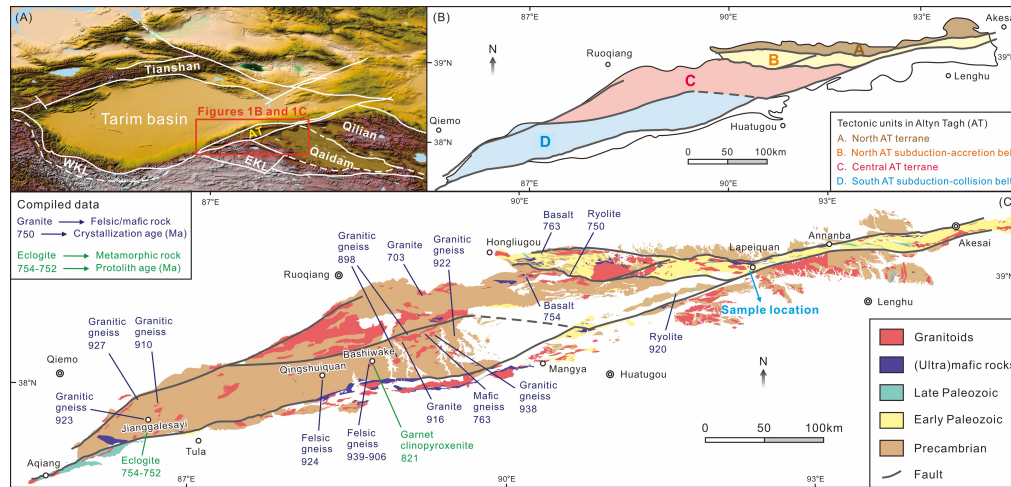 (A)
Tianshan
Tarim basin
Figures 1B and 1C
AT
Qilian
Qaidam
WKL
EKL
(B)
87°E
90°E
93°E
Akesai
39°N
39°N
Ruoqiang
N
A
B
Lenghu
C
Qiemo
38°N
D
Huatugou
0
50
100km
87°E
90°E
93°E
Tectonic units in Altyn Tagh (AT)
A. North AT terrane
B. North AT subduction-accretion belt
C. Central AT terrane
D. South AT subduction-collision belt
Compiled data
Granite Felsic/mafic rock
750 Crystallization age (Ma)
Eclogite Metamorphic rock
754-752 Protolith age (Ma)
87°E
(C)
Granitic
gneiss
898
Granite
703
Granitic
gneiss
922
Hongliugou
Basalt
763
Ryolite
750
Lapeiquan
Annanba
Akesai
39°N
Ruoqiang
Basalt
754
Sample location
Lenghu
Ryolite
920
Granitic
gneiss
927
Granitic
gneiss
910
Qiemo
38°N
Bashiwake
Qingshuiquan
Mangya
Huatugou
N
Granitic
gneiss
923
Jianggalesayi
Granite
916
Mafic
gneiss
763
Granitic
gneiss
938
Aqiang
Eclogite
754-752
Tula
Felsic
gneiss
924
Felsic
gneiss
939-906
Garnet
clinopyroxenite
821
0
50
100km
Granitoids
(Ultra)mafic rocks
Late Paleozoic
Early Paleozoic
Precambrian
Fault
87°E
90°E
93°E